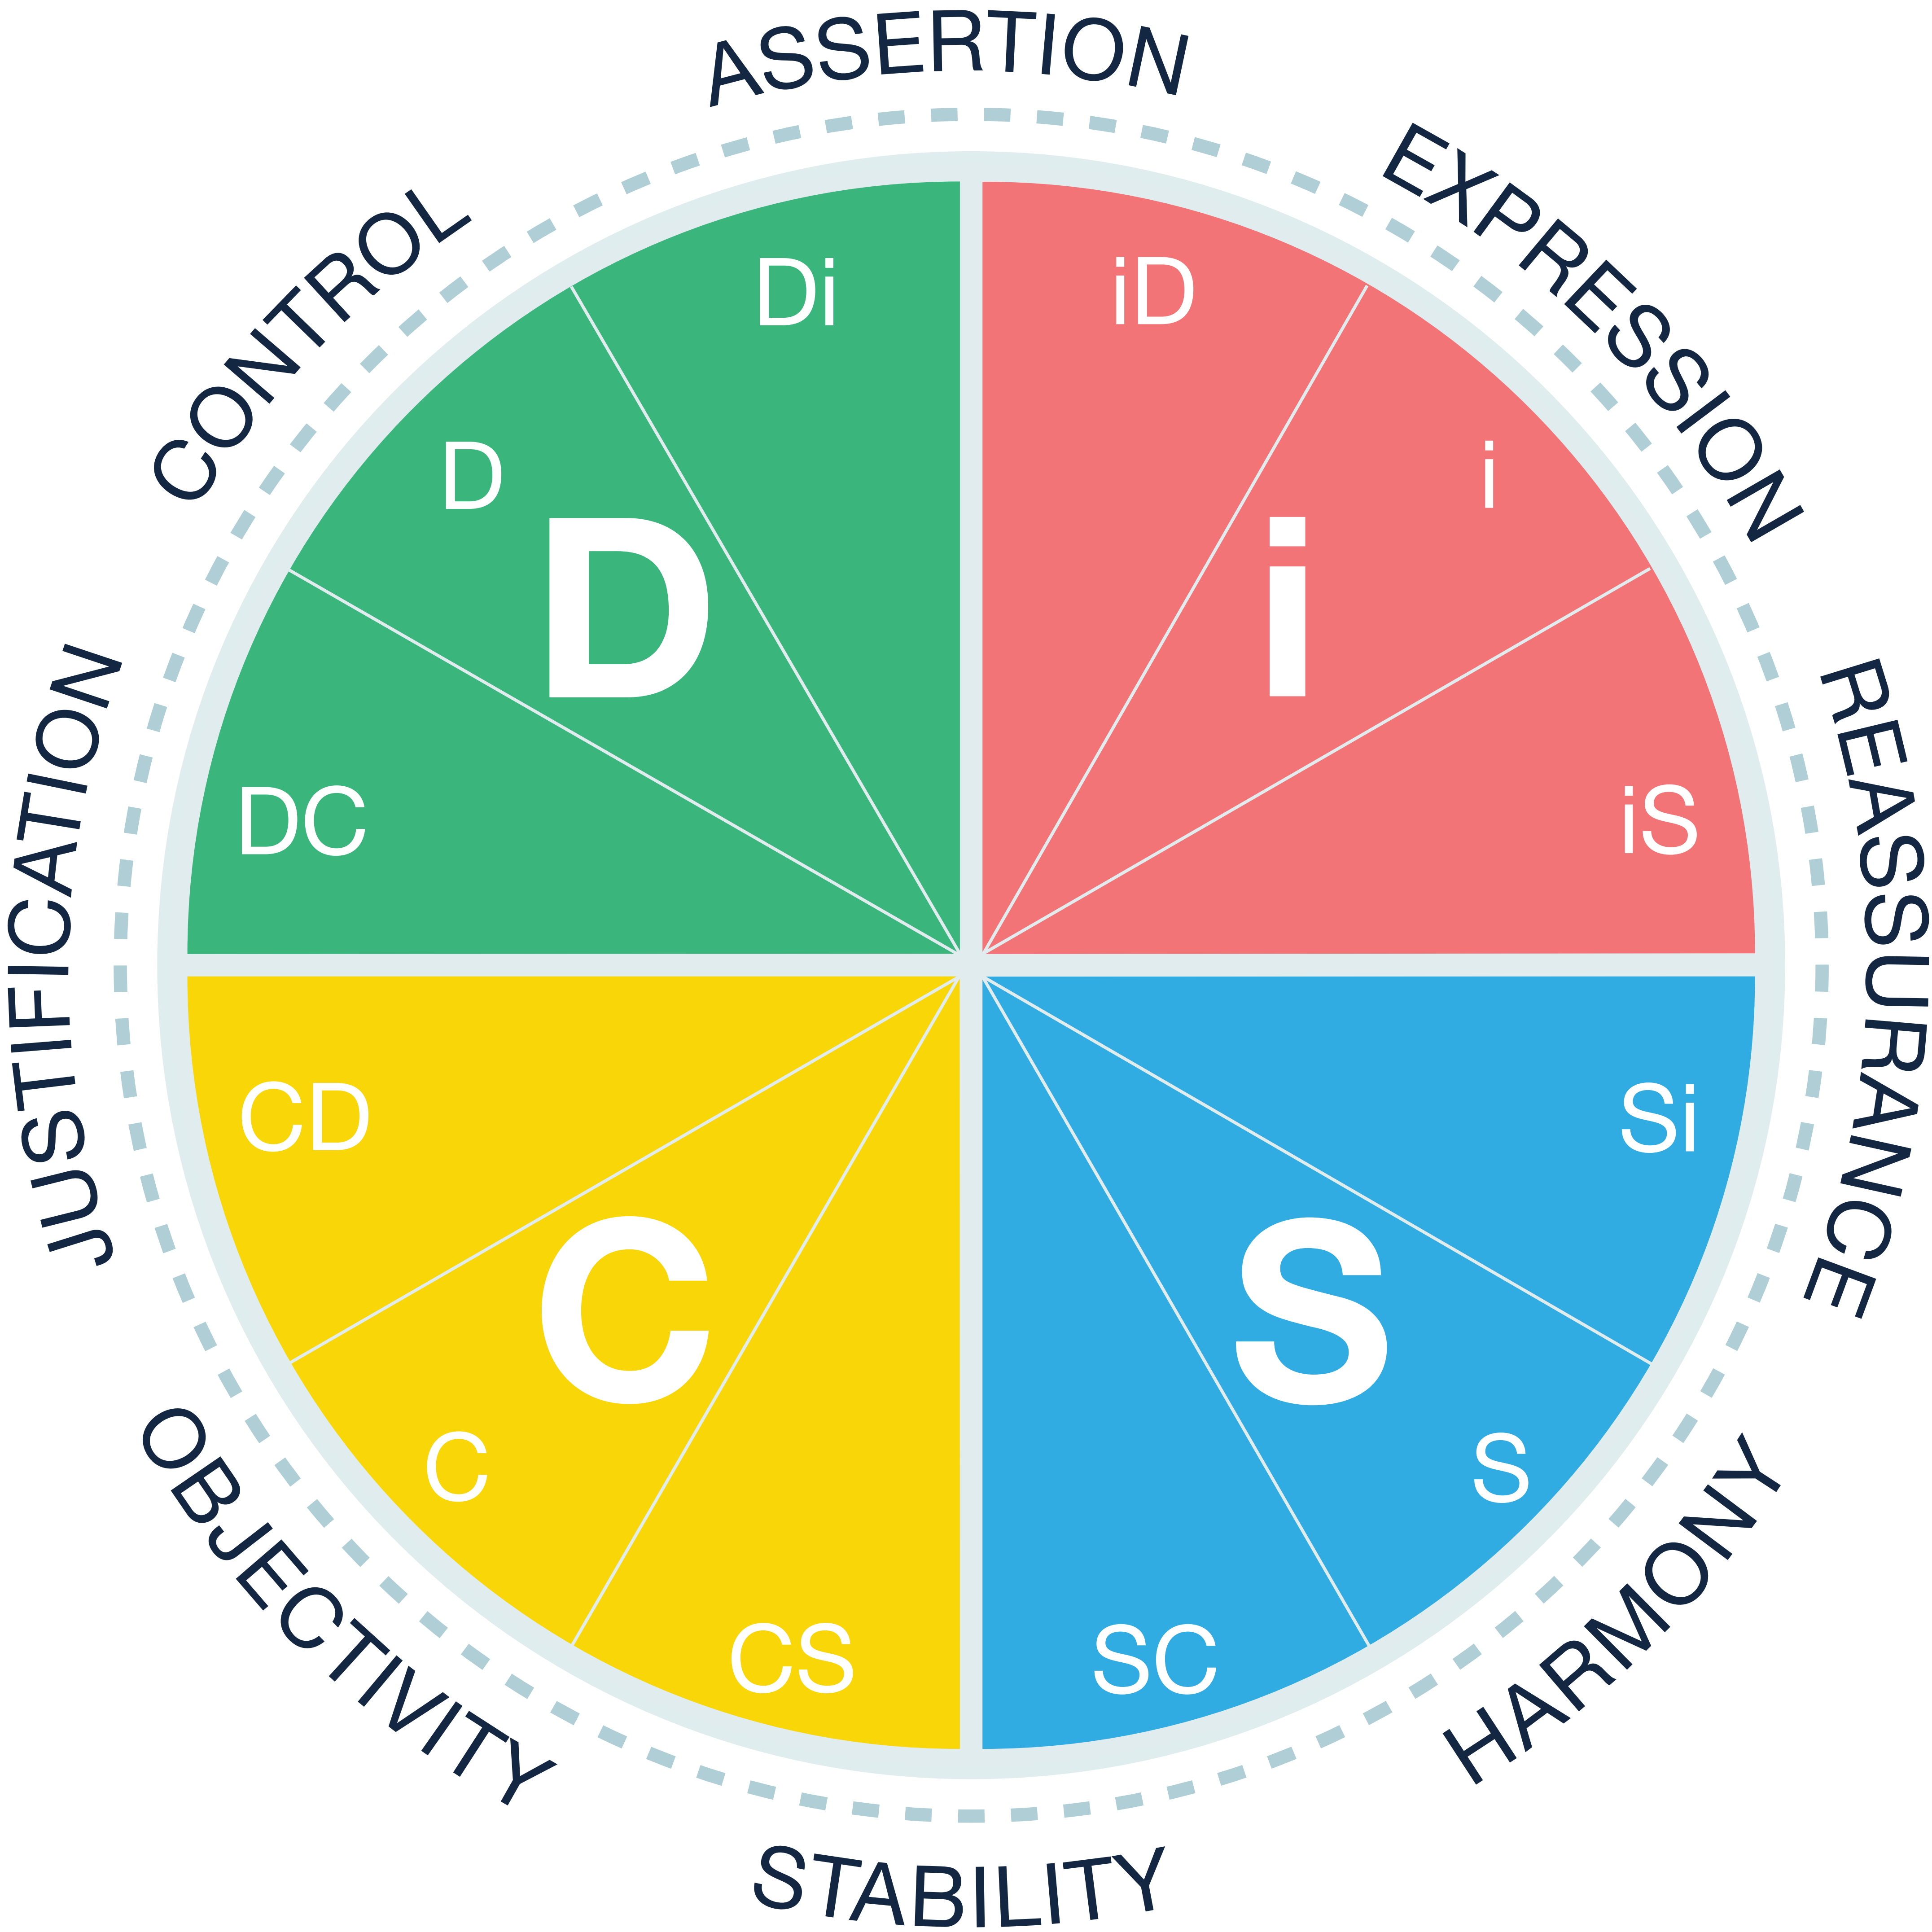 ASSERTION
EXPRESSION
CONTROL
Di
iD
D
i
D
i
REASSURANCE
JUSTIFICATION
DC
iS
CD
Si
C
S
C
S
CS
SC
HARMONY
OBJECTIVITY
STABILITY